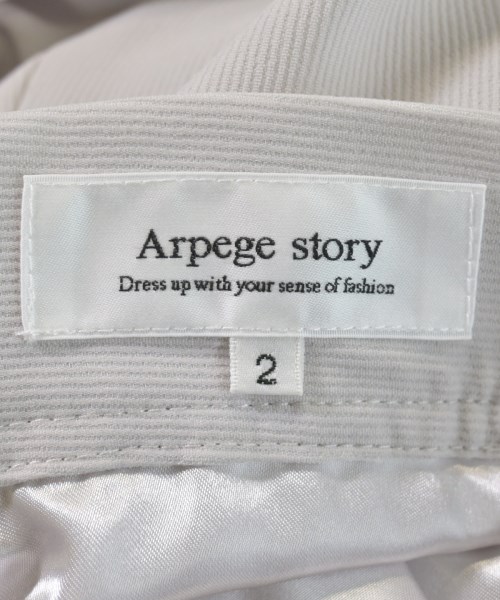 Arpege story
Dress up with your sense of fashion
2